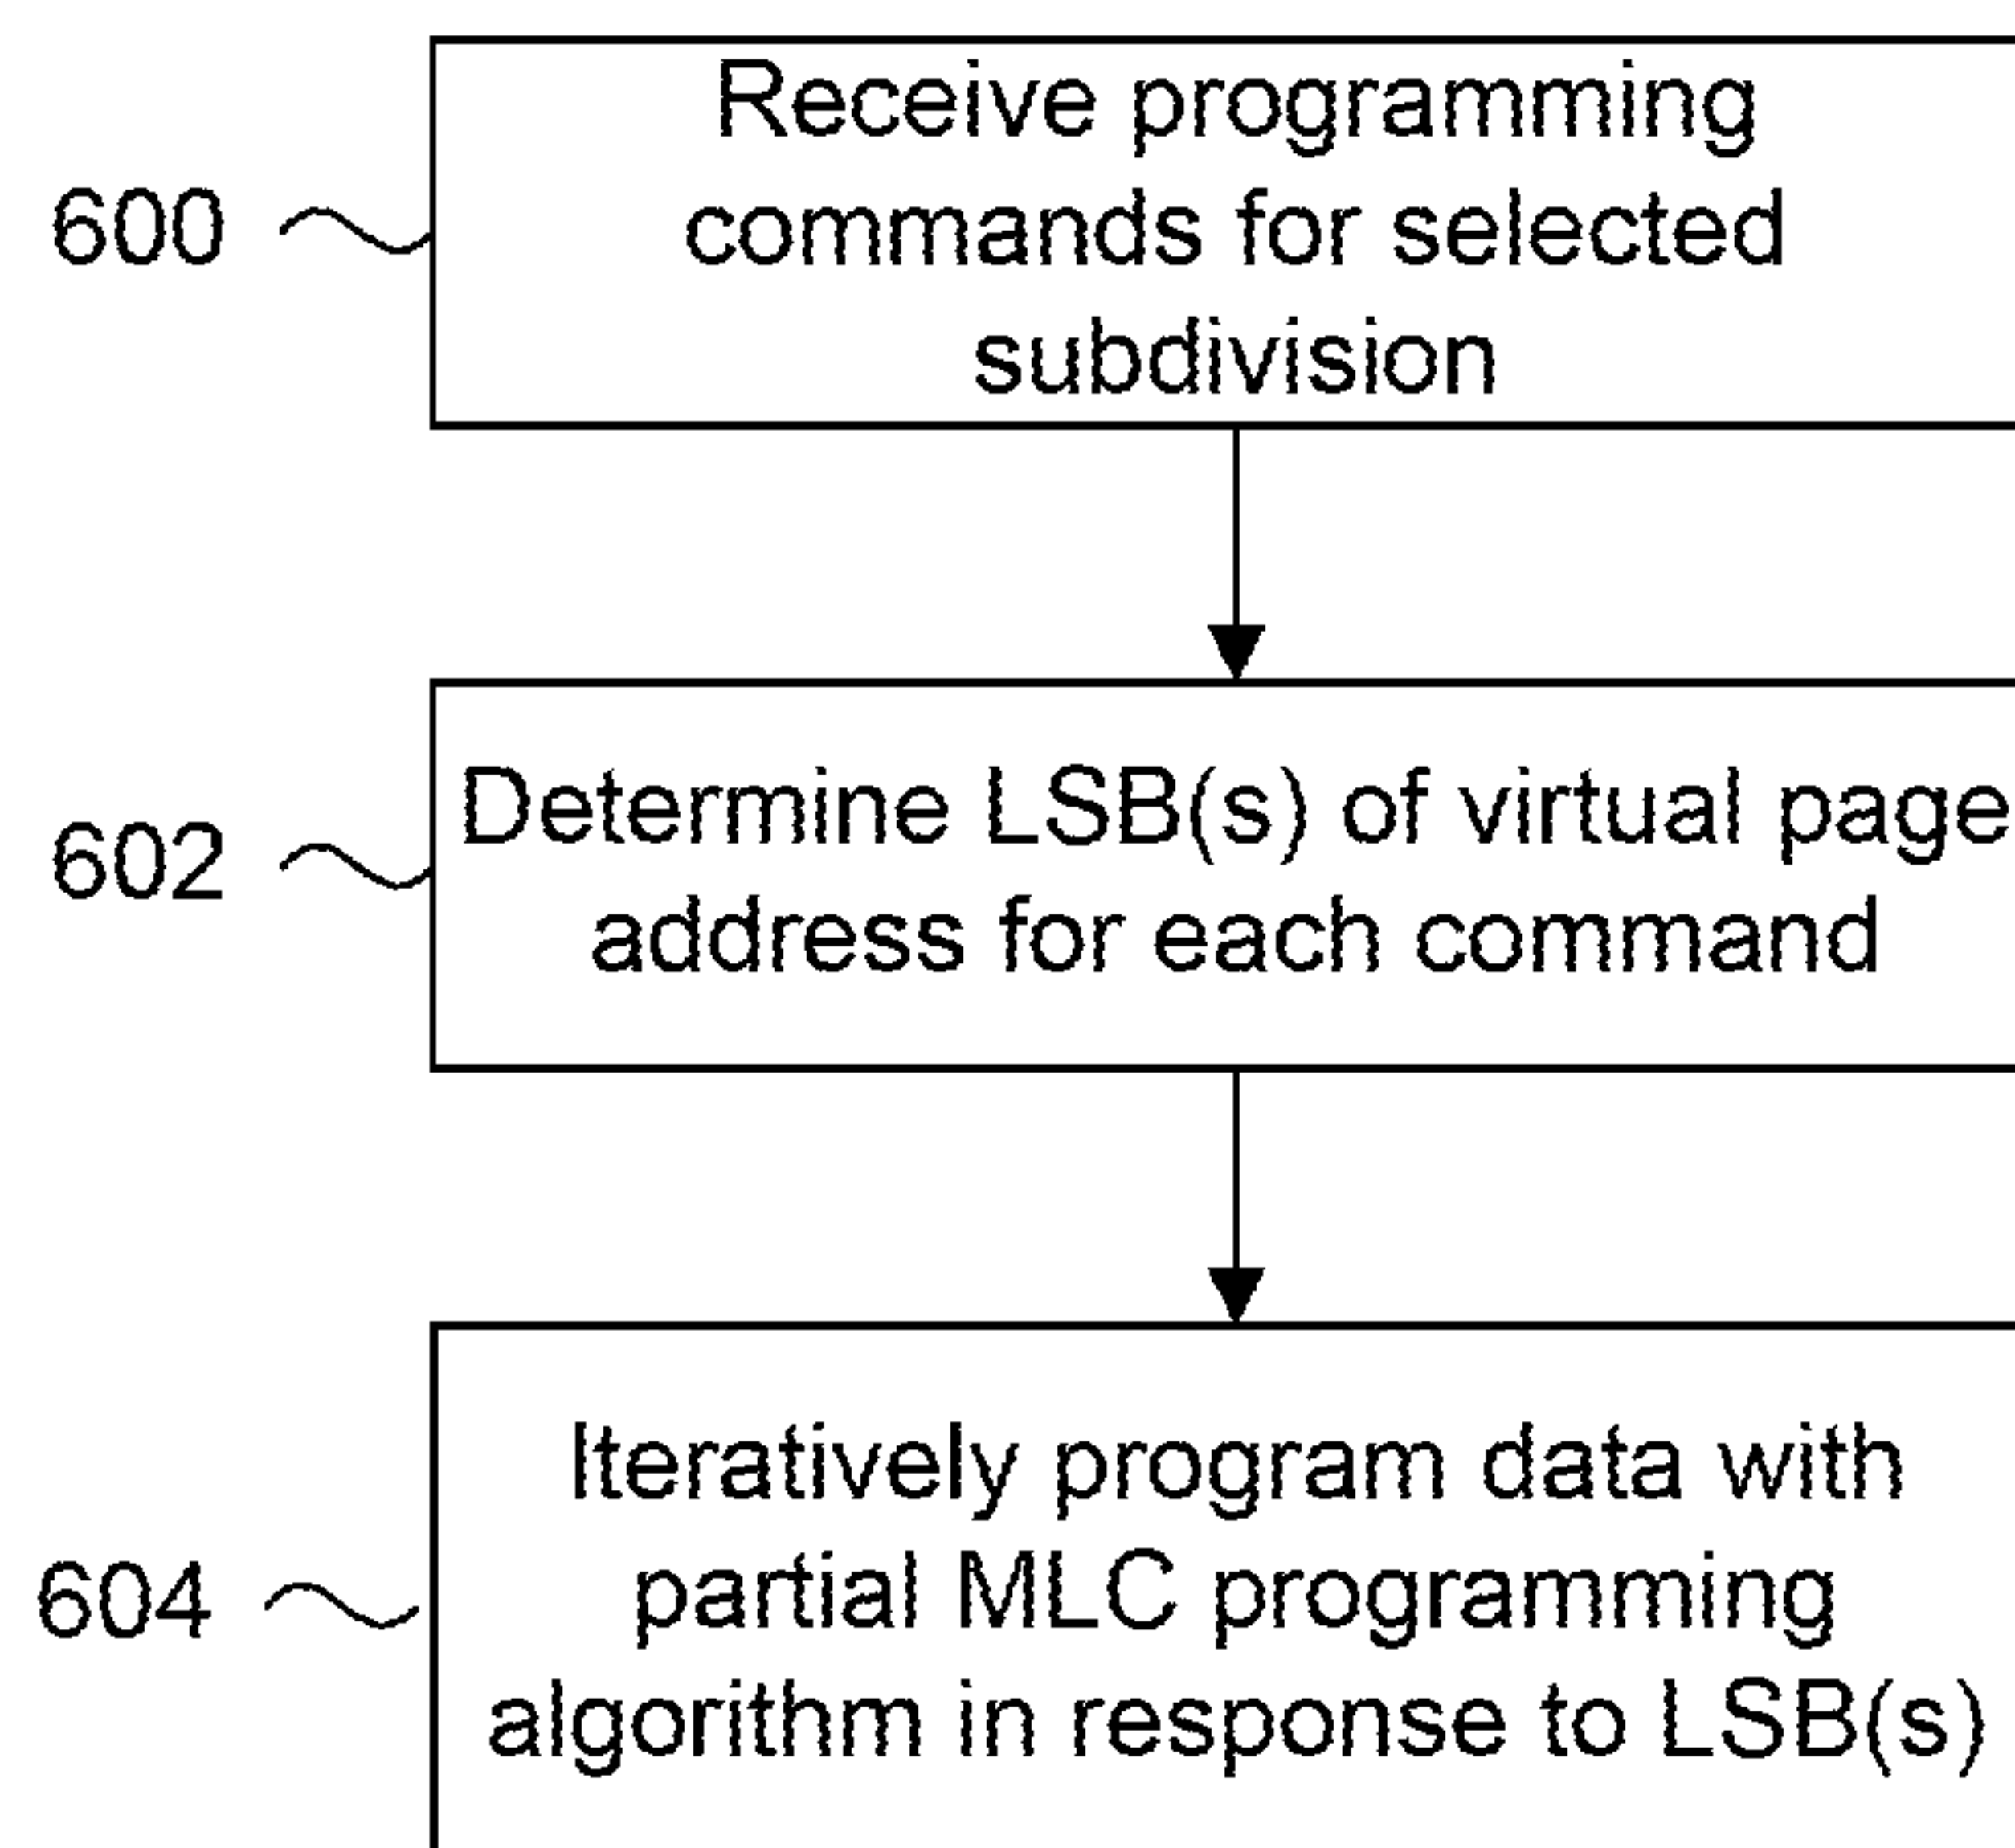 Receive programming
600
commands for selected
subdivision
Determine LSB(s) of virtual page
602
address for each command
Iteratively program data with
604
partial MLC programming
algorithm in response to LSB(s)